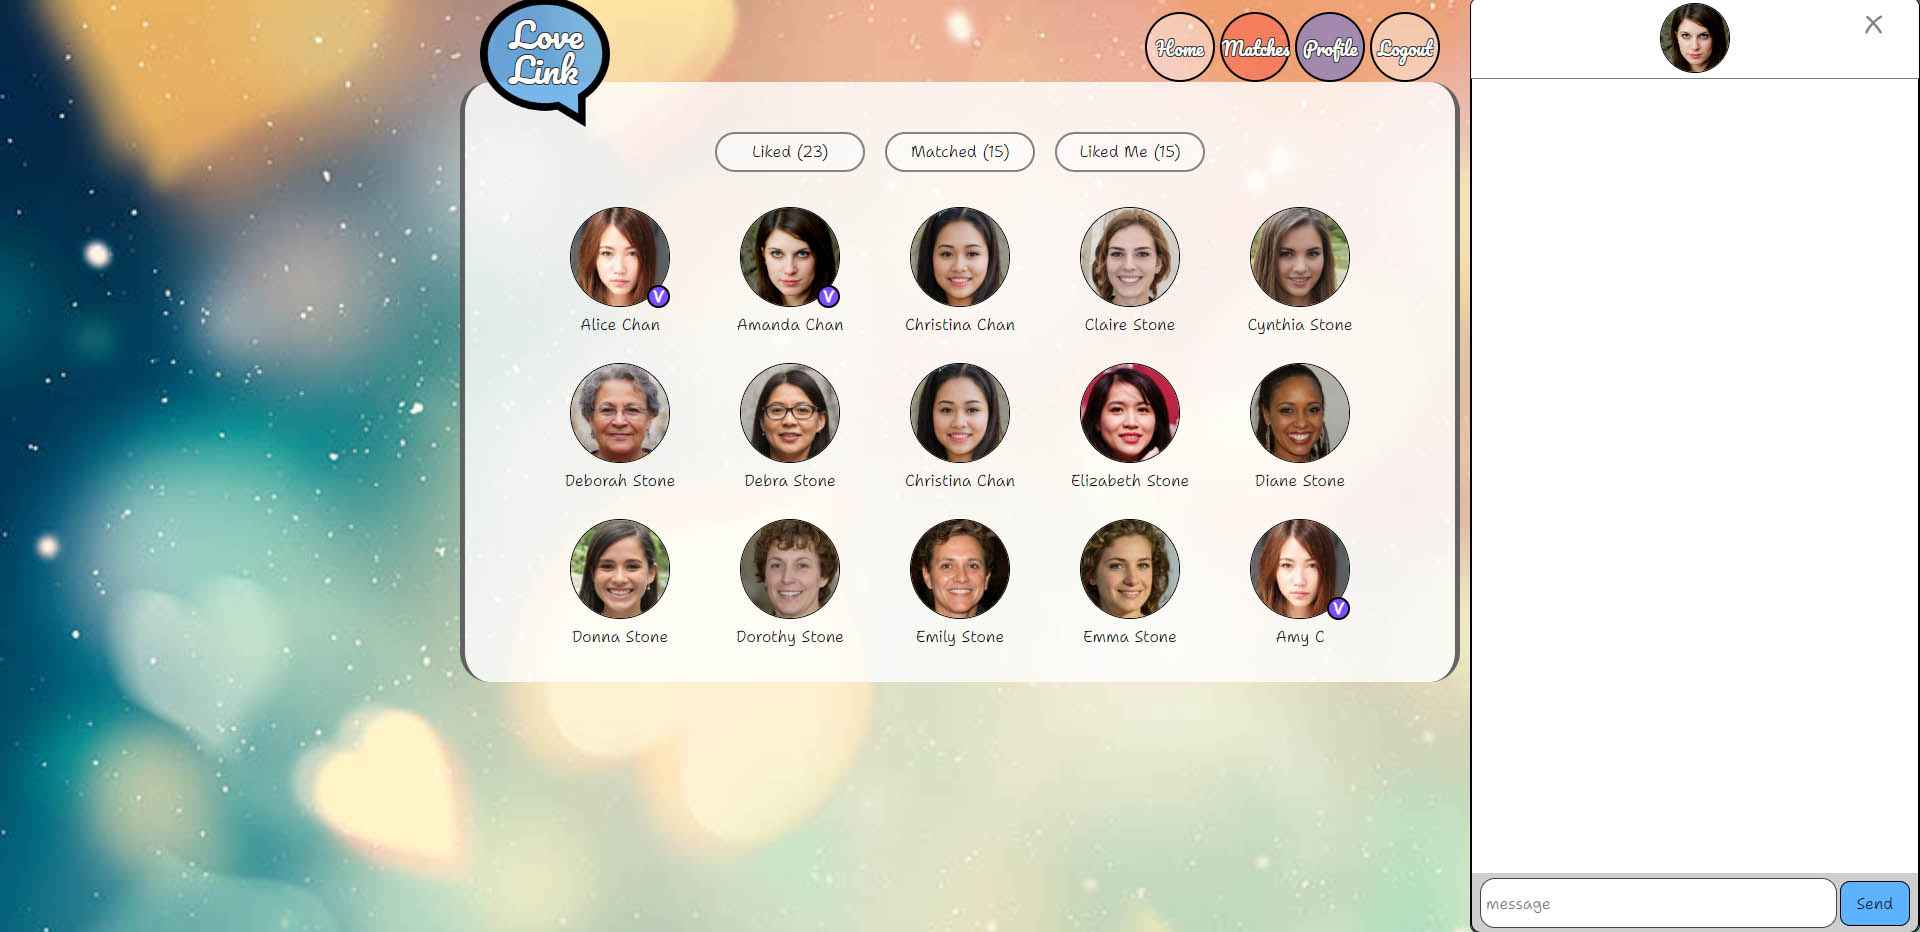 Love
Link
Home
Matches
Profile
Logout
Liked (23)
Matched (15)
Liked Me (15)
V
V
Alice Chan
Amanda Chan
Christina Chan
Claire Stone
Cynthia Stone
Deborah Stone
Debra Stone
Christina Chan
Elizabeth Stone
Diane Stone
V
Donna Stone
Dorothy Stone
Emily Stone
Emma Stone
Amy C
X
message
Send